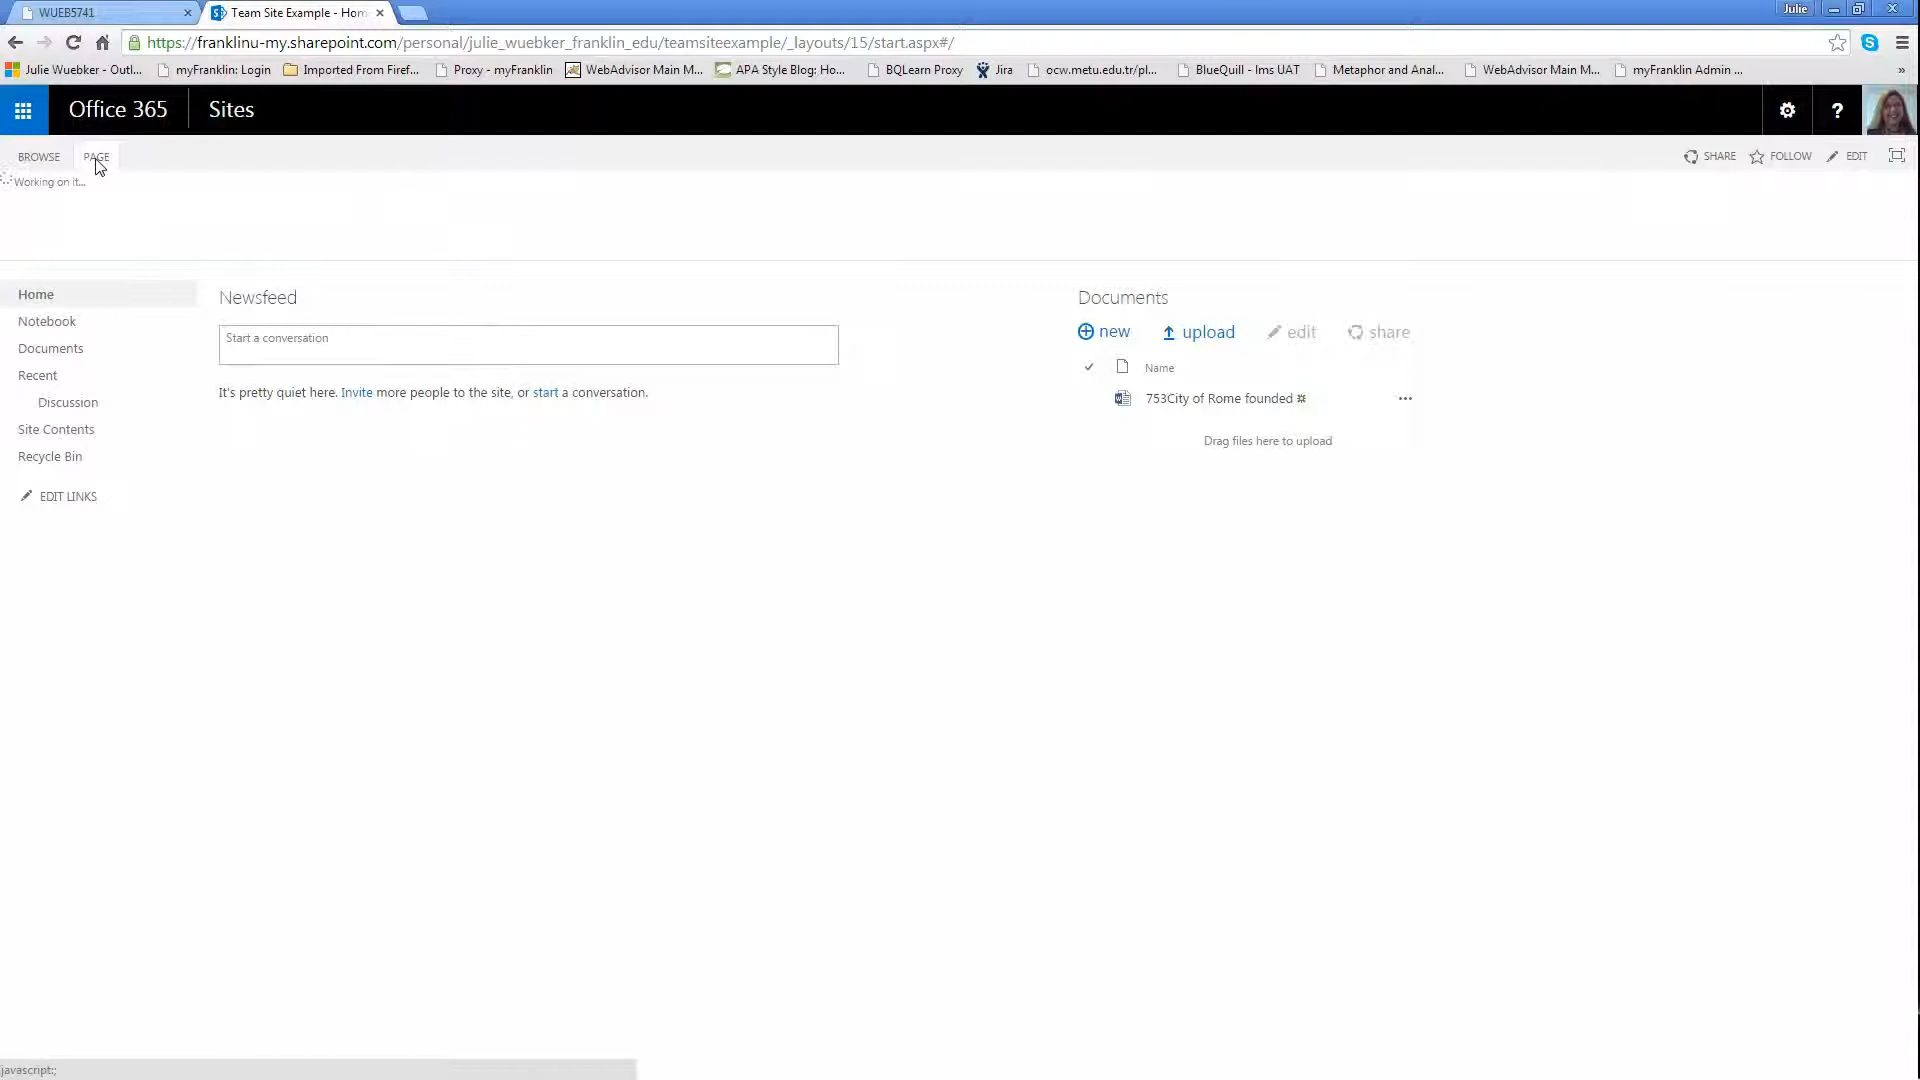 WUEB5741
Team Site Example - Hom
Julie
https://franklinu-my.sharepoint.com/personal/julie_wuebker_franklin_edu/teamsiteexample/_layouts/15/start.aspx#/
Julie Wuebker - Outl... myFranklin: Login Imported From Firef... Proxy - myFranklin WebAdvisor Main M... APA Style Blog: Ho... BQLearn Proxy Jira ocw.metu.edu.tr/pl... BlueQuill - Ims UAT Metaphor and Anal... WebAdvisor Main M... myFranklin Admin ... »
Office 365 Sites ?
BROWSE PAGE SHARE FOLLOW EDIT
Working on it...
Home
Notebook
Documents
Recent
Discussion
Site Contents
Recycle Bin
EDIT LINKS
Newsfeed
Start a conversation
It's pretty quiet here. Invite more people to the site, or start a conversation.
Documents
new upload edit share
Name
753City of Rome founded
Drag files here to upload
javascript:;